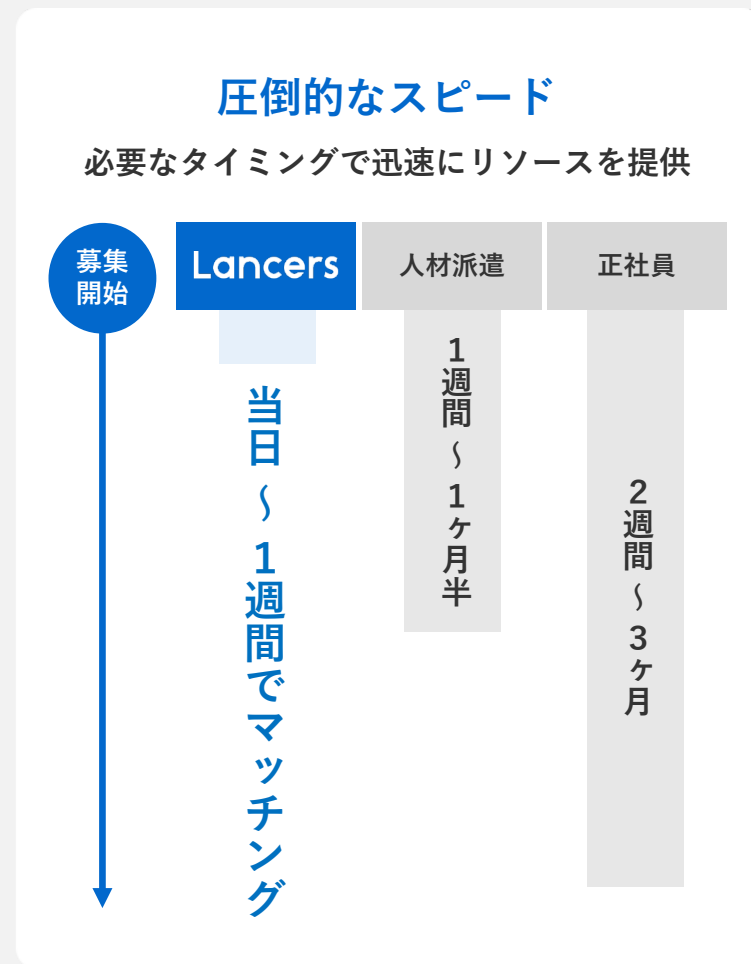 圧倒的なスピード
必要なタイミングで迅速にリソースを提供
募集
開始
Lancers
人材派遣
正社員
当日〜1週間でマッチング
1週間〜1ヶ月半
2週間〜3ヶ月